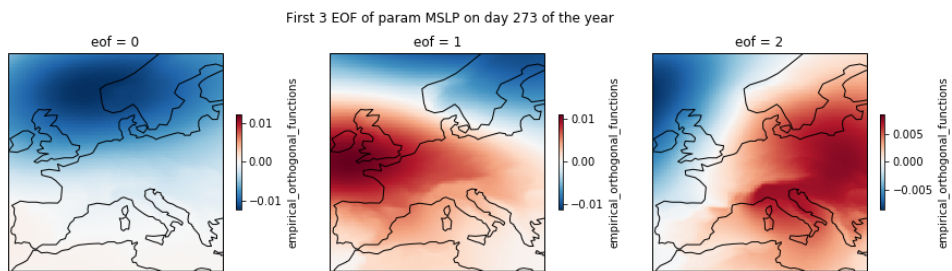 First 3 EOF of param MSLP on day 273 of the year
eof = 0
0.01
0.00
−0.01
empirical_orthogonal_functions
eof = 1
0.01
0.00
−0.01
empirical_orthogonal_functions
eof = 2
0.005
0.000
−0.005
empirical_orthogonal_functions